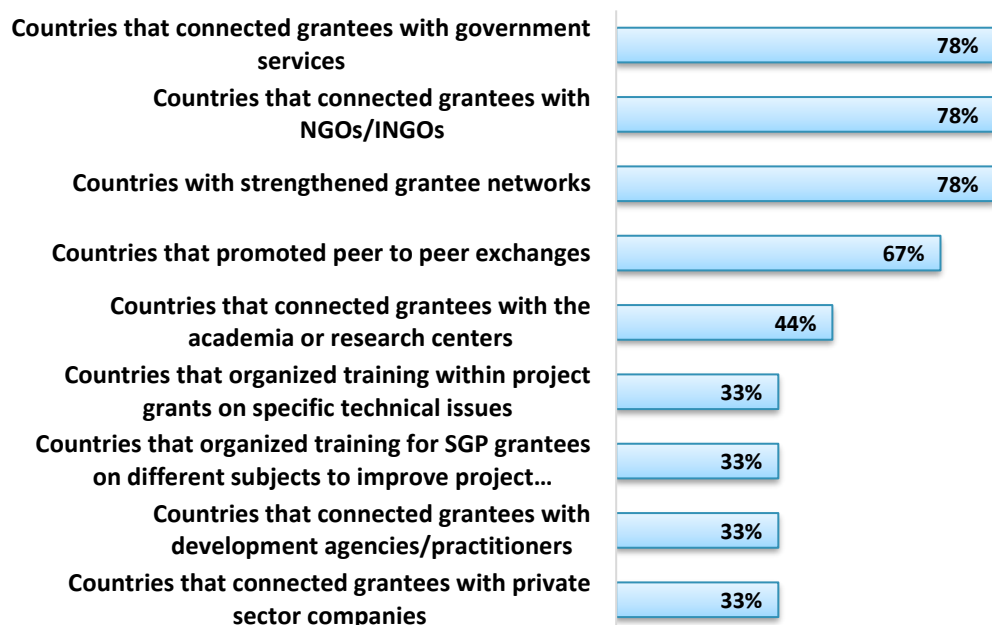 Countries that connected grantees with government
services
78%
Countries that connected grantees with
NGOs/INGOs
78%
Countries with strengthened grantee networks
78%
Countries that promoted peer to peer exchanges
67%
Countries that connected grantees with the
academia or research centers
44%
Countries that organized training within project
grants on specific technical issues
33%
Countries that organized training for SGP grantees
on different subjects to improve project…
33%
Countries that connected grantees with
development agencies/practitioners
33%
Countries that connected grantees with private
sector companies
33%